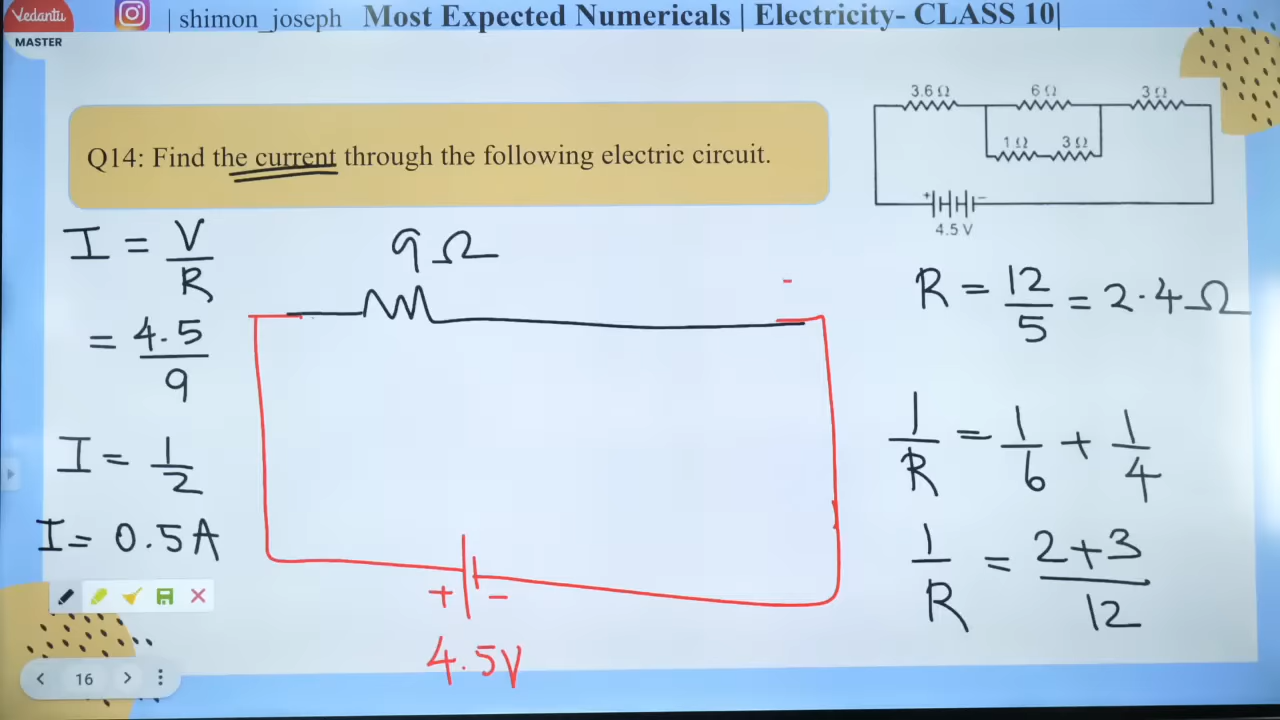 Vedantu
MASTER
| shimon_joseph
Most Expected Numericals | Electricity- CLASS 10|
Q14: Find the current through the following electric circuit.
3.6 Ω
6 Ω
3 Ω
1 Ω
3 Ω
+
−
4.5 V
I = V/R
= 4.5/9
I = 1/2
I = 0.5A
9 Ω
-
+
−
4.5V
R = 12/5 = 2.4 Ω
1/R = 1/6 + 1/4
1/R = 2+3/12
16